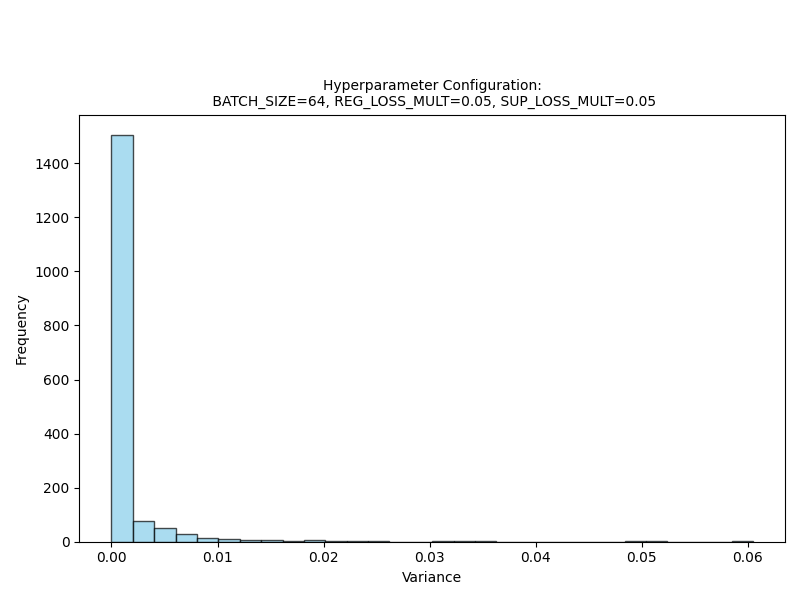 Hyperparameter Configuration:
BATCH_SIZE=64, REG_LOSS_MULT=0.05, SUP_LOSS_MULT=0.05
1400
1200
1000
800
600
400
200
0
Frequency
0.00 0.01 0.02 0.03 0.04 0.05 0.06
Variance